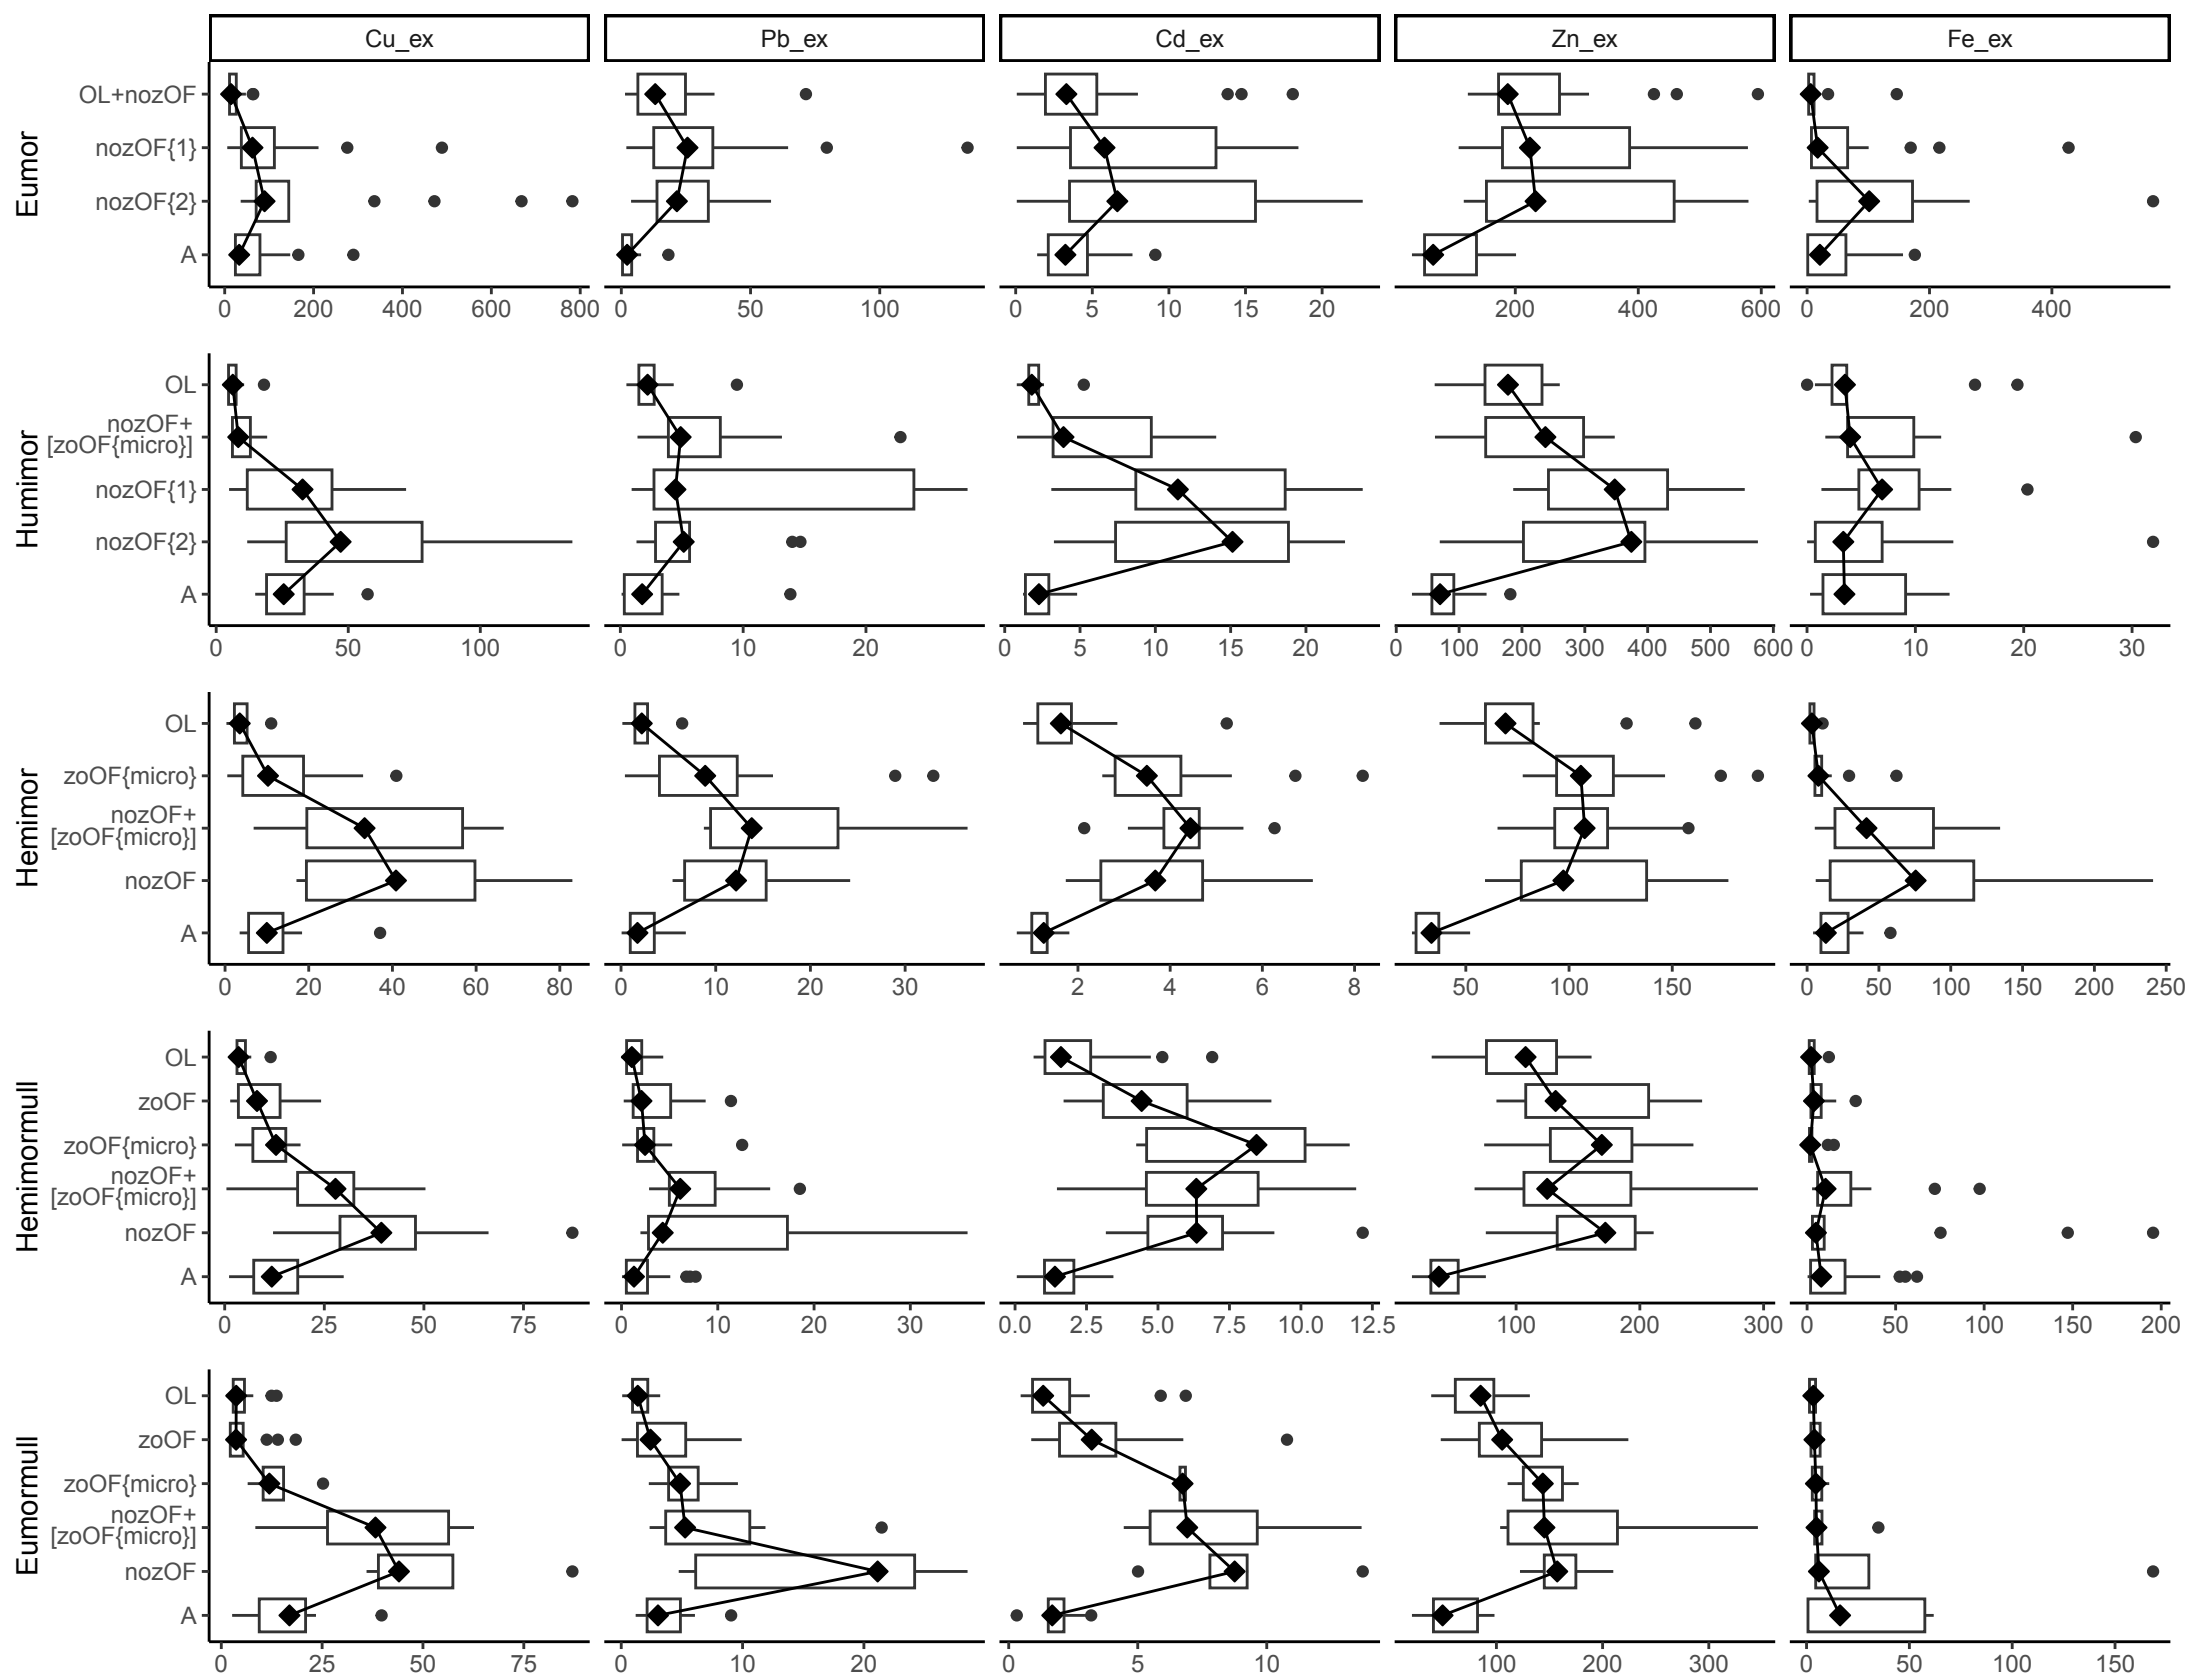 Cu_ex Pb_ex Cd_ex Zn_ex Fe_ex
Eumor
OL+nozOF
nozOF{1}
nozOF{2}
A
0 200 400 600 800 0 50 100 0 5 10 15 20 200 400 600 0 200 400
Humimor
OL
nozOF+
[zoOF{micro}]
nozOF{1}
nozOF{2}
A
0 50 100 0 10 20 0 5 10 15 20 0 100 200 300 400 500 600 0 10 20 30
Hemimor
OL
zoOF{micro}
nozOF+
[zoOF{micro}]
nozOF
A
0 20 40 60 80 0 10 20 30 2 4 6 8 50 100 150 0 50 100 150 200 250
Hemimormull
OL
zoOF
zoOF{micro}
nozOF+
[zoOF{micro}]
nozOF
A
0 25 50 75 0 10 20 30 0.0 2.5 5.0 7.5 10.0 12.5 100 200 300 0 50 100 150 200
Eumormull
OL
zoOF
zoOF{micro}
nozOF+
[zoOF{micro}]
nozOF
A
0 25 50 75 0 10 20 0 5 10 100 200 300 0 50 100 150